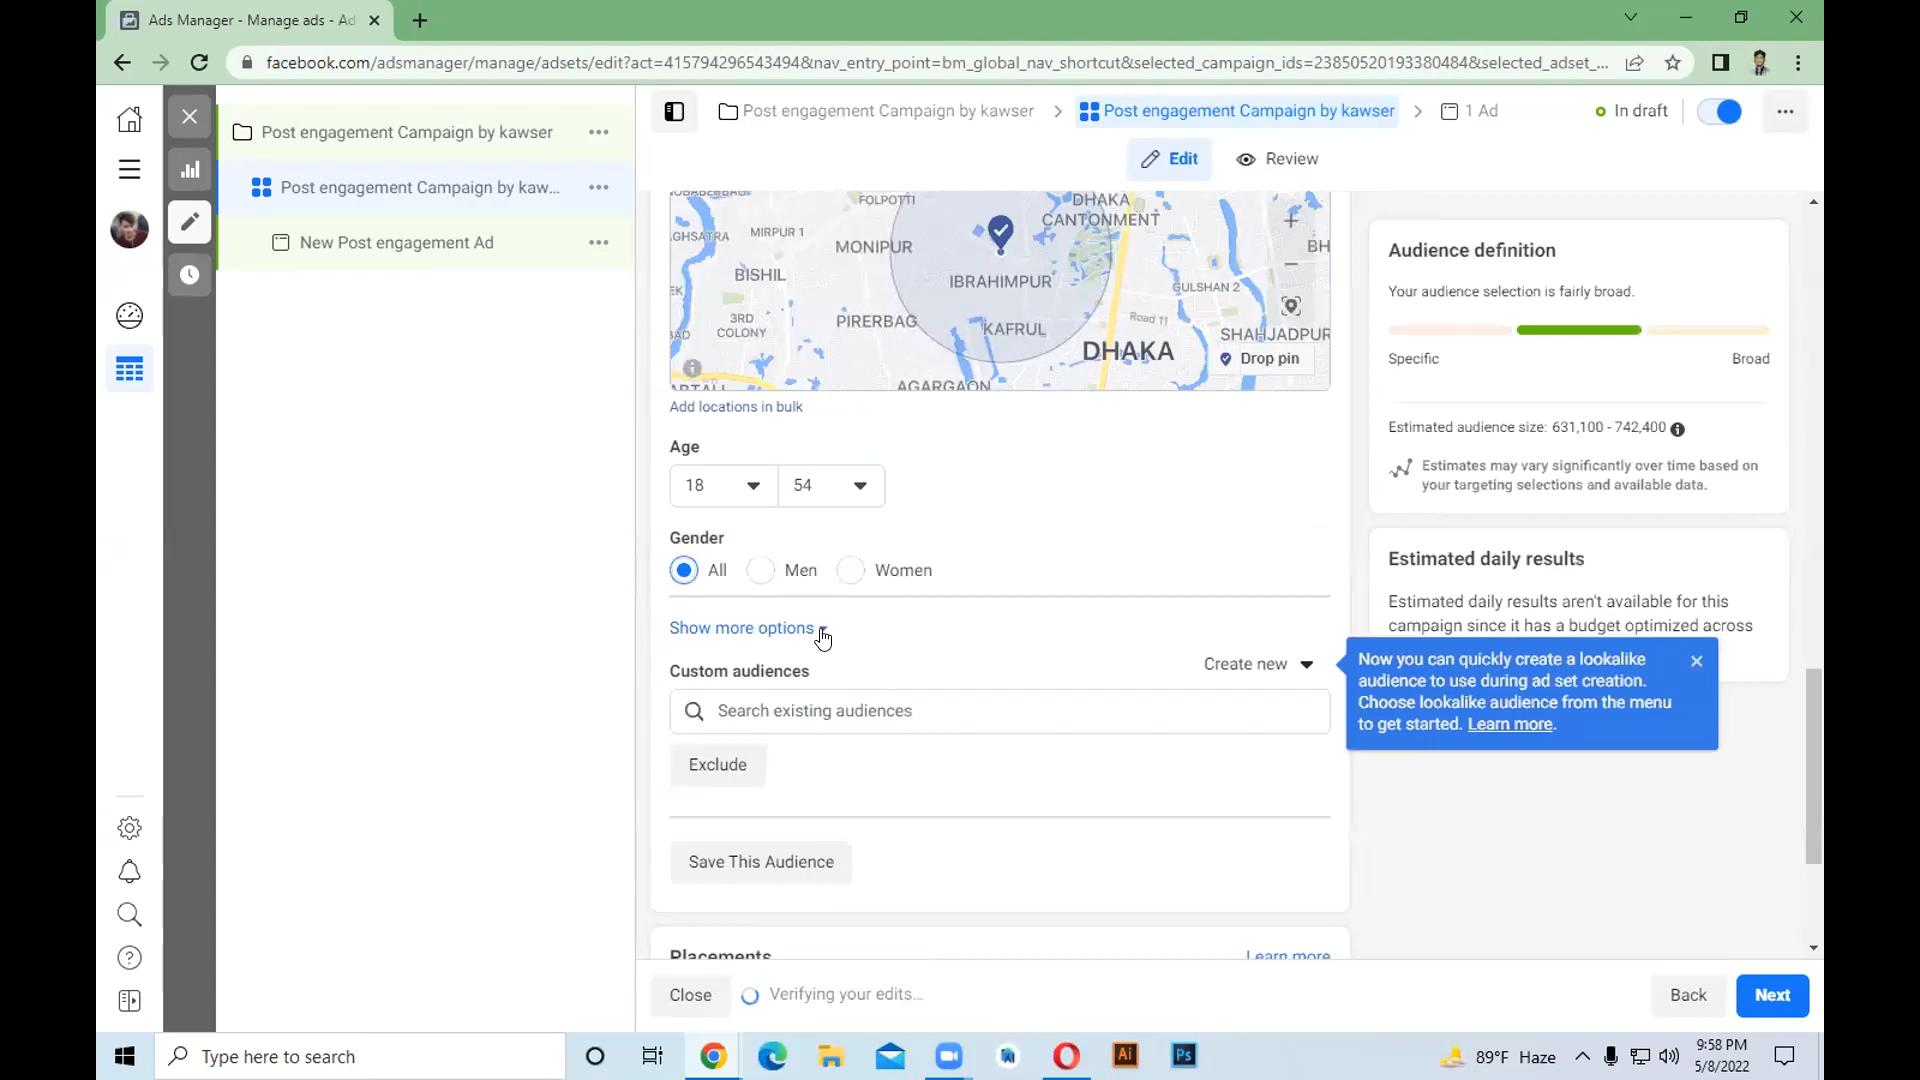 Ads Manager - Manage ads - Ad
facebook.com/adsmanager/manage/adsets/edit?act=415794296543494&nav_entry_point=bm_global_nav_shortcut&selected_campaign_ids=23850520193380484&selected_adset_...
Post engagement Campaign by kawser
Post engagement Campaign by kaw...
New Post engagement Ad
Post engagement Campaign by kawser
Post engagement Campaign by kawser
1 Ad
In draft
Edit
Review
FOLPOTTI
DHAKA
CANTONMENT
MIRPUR 1
MONIPUR
BISHIL
IBRAHIMPUR
GULSHAN 2
BH
3RD
COLONY
PIRERBAG
KAFRUL
Road 11
SHAHJADPUR
DHAKA
AGARGAON
Drop pin
Add locations in bulk
Age
18
54
Gender
All
Men
Women
Show more options
Custom audiences
Create new
Search existing audiences
Exclude
Save This Audience
Placements
Learn more
Audience definition
Your audience selection is fairly broad.
Specific
Broad
Estimated audience size: 631,100 - 742,400
Estimates may vary significantly over time based on
your targeting selections and available data.
Estimated daily results
Estimated daily results aren't available for this
campaign since it has a budget optimized across
Now you can quickly create a lookalike
audience to use during ad set creation.
Choose lookalike audience from the menu
to get started. Learn more.
Close
Verifying your edits...
Back
Next
Type here to search
Ai
Ps
89°F Haze
9:58 PM
5/8/2022